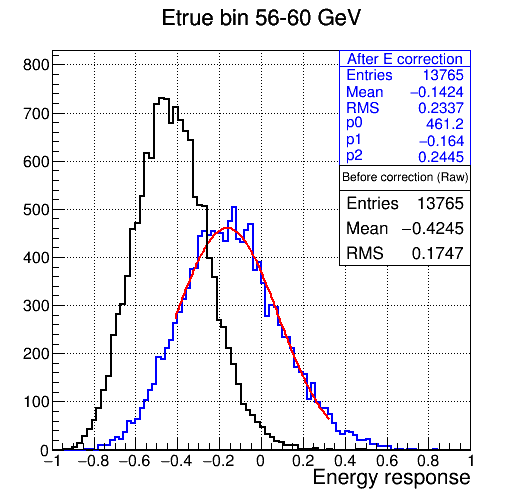 Etrue bin 56-60 GeV
After E correction
Entries 13765
Mean −0.1424
RMS 0.2337
p0 461.2
p1 −0.164
p2 0.2445
Before correction (Raw)
Entries 13765
Mean −0.4245
RMS 0.1747
800
700
600
500
400
300
200
100
0
−1 −0.8 −0.6 −0.4 −0.2 0 0.2 0.4 0.6 0.8 1
Energy response